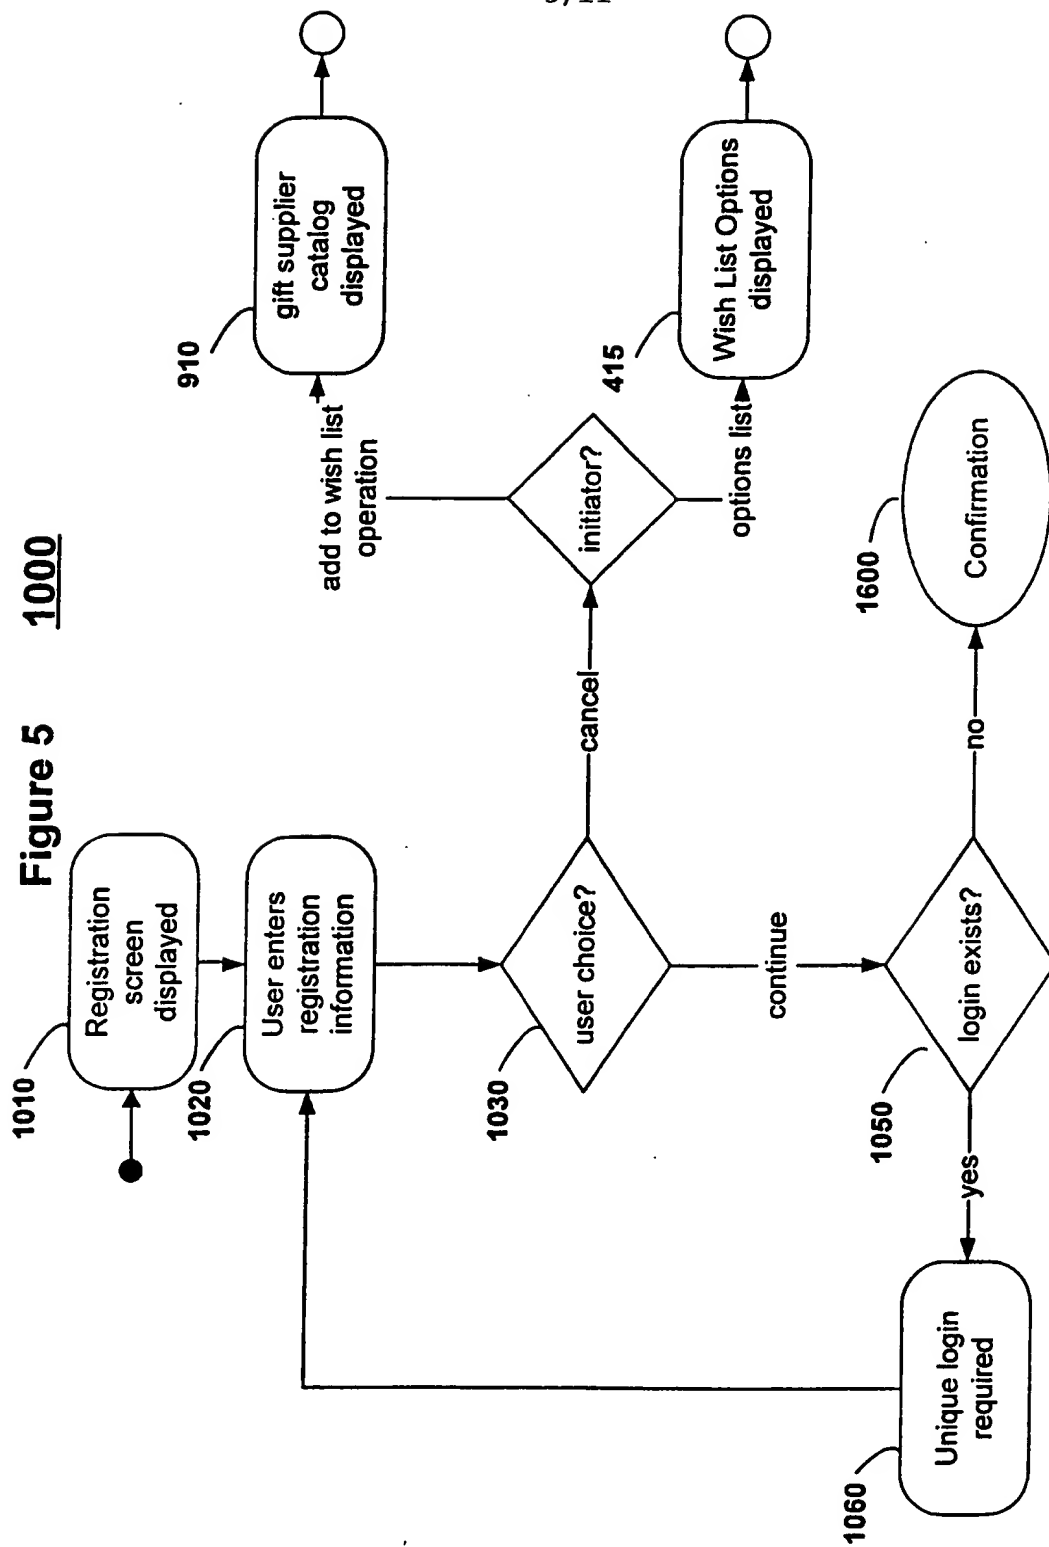 Figure 5
1000
1010
Registration
screen
displayed
1020
User enters
registration
information
1030
user choice?
cancel
initiator?
add to wish list
operation
910
gift supplier
catalog
displayed
options list
415
Wish List Options
displayed
continue
1050
login exists?
no
1600
Confirmation
yes
1060
Unique login
required